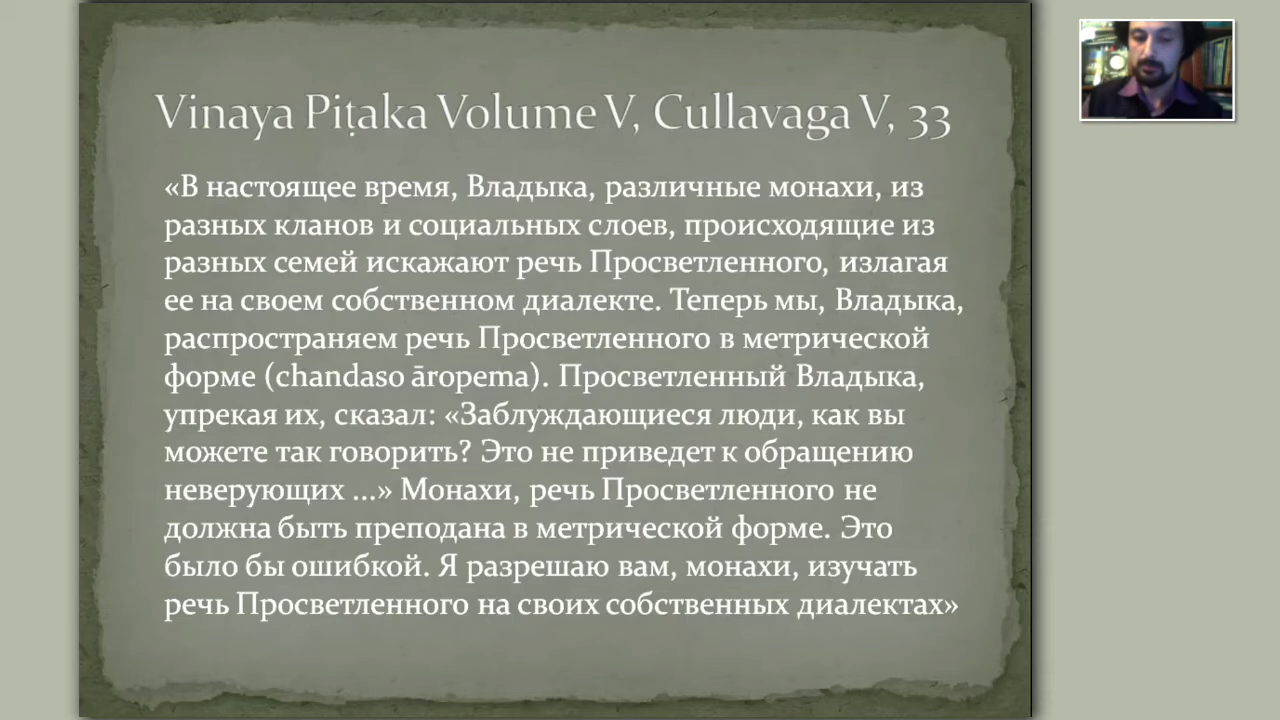 Vinaya Piṭaka Volume V, Cullavaga V, 33
«В настоящее время, Владыка, различные монахи, из
разных кланов и социальных слоев, происходящие из
разных семей искажают речь Просветленного, излагая
ее на своем собственном диалекте. Теперь мы, Владыка,
распространяем речь Просветленного в метрической
форме (chandaso āropema). Просветленный Владыка,
упрекая их, сказал: «Заблуждающиеся люди, как вы
можете так говорить? Это не приведет к обращению
неверующих ...» Монахи, речь Просветленного не
должна быть преподана в метрической форме. Это
было бы ошибкой. Я разрешаю вам, монахи, изучать
речь Просветленного на своих собственных диалектах»